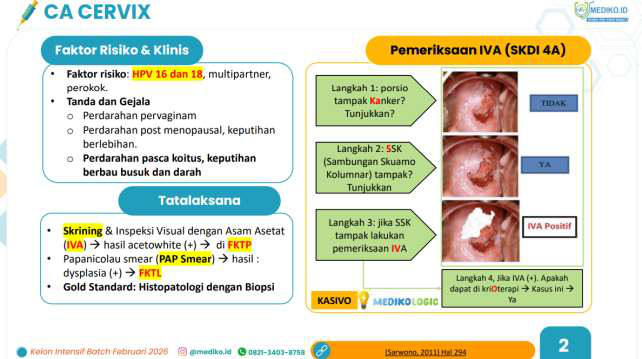 CA CERVIX
MEDIKO.ID
Faktor Risiko & Klinis
• Faktor risiko: HPV 16 dan 18, multipartner,
perokok.
• Tanda dan Gejala
o Perdarahan pervaginam
o Perdarahan post menopausal, keputihan
berlebihan.
o Perdarahan pasca koitus, keputihan
berbau busuk dan darah
Tatalaksana
• Skrining & Inspeksi Visual dengan Asam Asetat
(IVA) → hasil acetowhite (+) → di FKTP
• Papanicolau smear (PAP Smear) → hasil :
dysplasia (+) → FKTL
• Gold Standard: Histopatologi dengan Biopsi
Pemeriksaan IVA (SKDI 4A)
Langkah 1: porsio
tampak Kanker?
Tunjukkan?
TIDAK
Langkah 2: SSK
(Sambungan Skuamo
Kolumnar) tampak?
Tunjukkan
YA
Langkah 3: jika SSK
tampak lakukan
pemeriksaan IVA
IVA Positif
KASIVO
MEDIKOLOGIC
Langkah 4, Jika IVA (+). Apakah
dapat di kriOterapi → Kasus ini →
Ya
Kelon Intensif Batch Februari 2026
@mediko.id
0821-3403-8758
(Sarwono, 2011) Hal 294
2